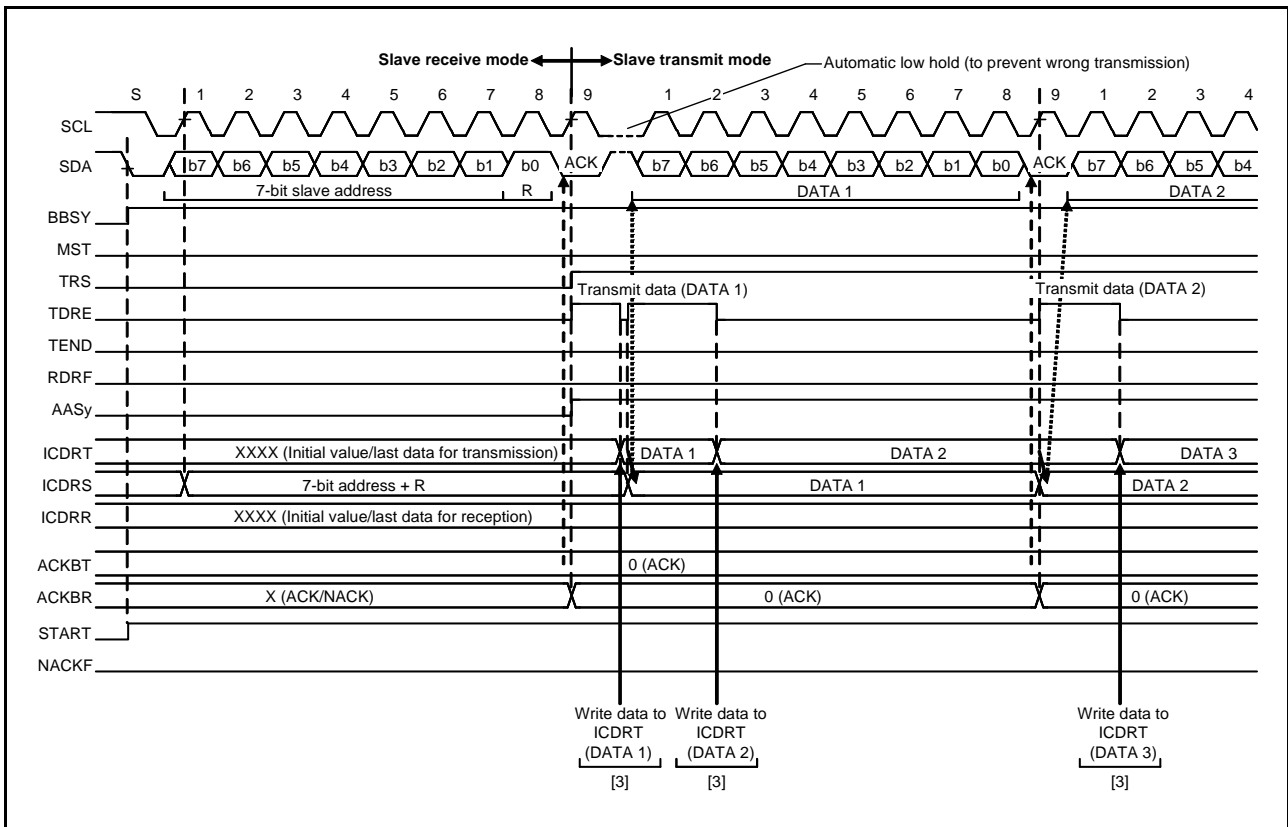 Slave receive mode Slave transmit mode
Automatic low hold (to prevent wrong transmission)
S 1 2 3 4 5 6 7 8 9 1 2 3 4 5 6 7 8 9 1 2 3 4
SCL
SDA b7 b6 b5 b4 b3 b2 b1 b0 ACK b7 b6 b5 b4 b3 b2 b1 b0 ACK b7 b6 b5 b4
7-bit slave address R DATA 1 DATA 2
BBSY
MST
TRS
Transmit data (DATA 1) Transmit data (DATA 2)
TDRE
TEND
RDRF
AASy
ICDRT XXXX (Initial value/last data for transmission) DATA 1 DATA 2 DATA 3
ICDRS 7-bit address + R DATA 1 DATA 2
ICDRR XXXX (Initial value/last data for reception)
ACKBT 0 (ACK)
ACKBR X (ACK/NACK) 0 (ACK) 0 (ACK)
START
NACKF
Write data to Write data to Write data to
ICDRT ICDRT ICDRT
(DATA 1) (DATA 2) (DATA 3)
[3] [3] [3]